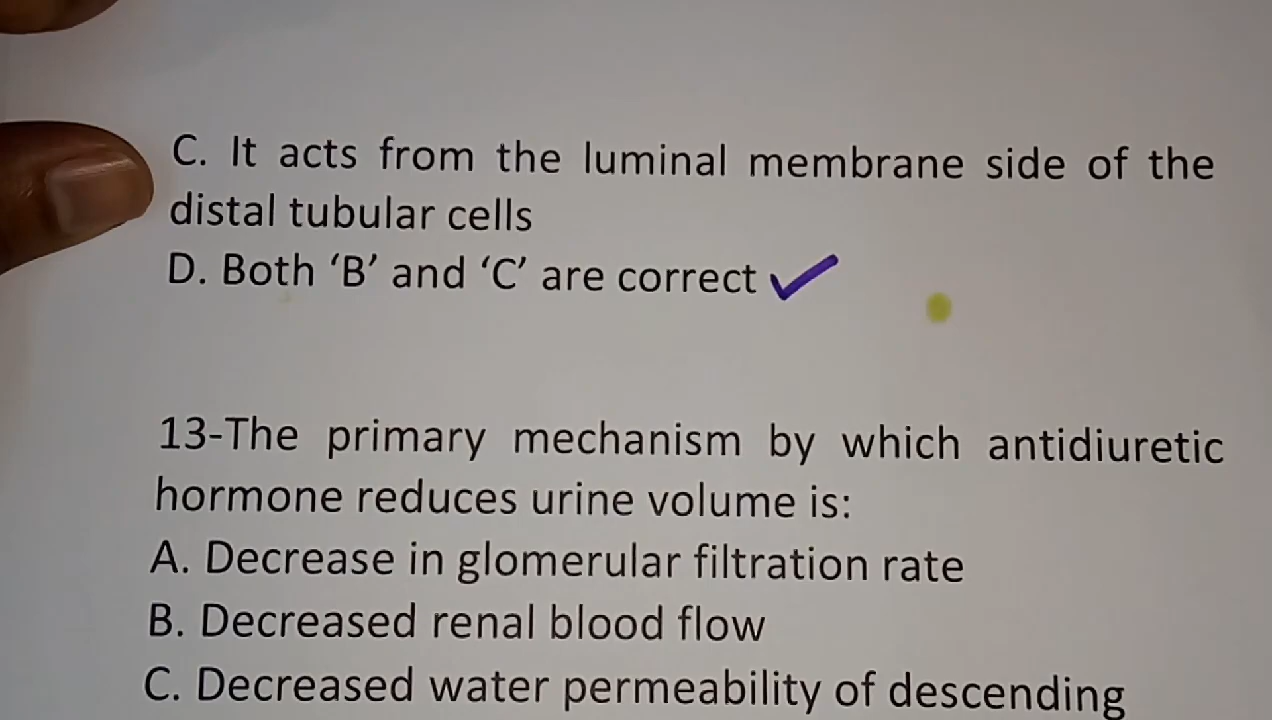 C. It acts from the luminal membrane side of the
distal tubular cells
D. Both ‘B’ and ‘C’ are correct
13-The primary mechanism by which antidiuretic
hormone reduces urine volume is:
A. Decrease in glomerular filtration rate
B. Decreased renal blood flow
C. Decreased water permeability of descending